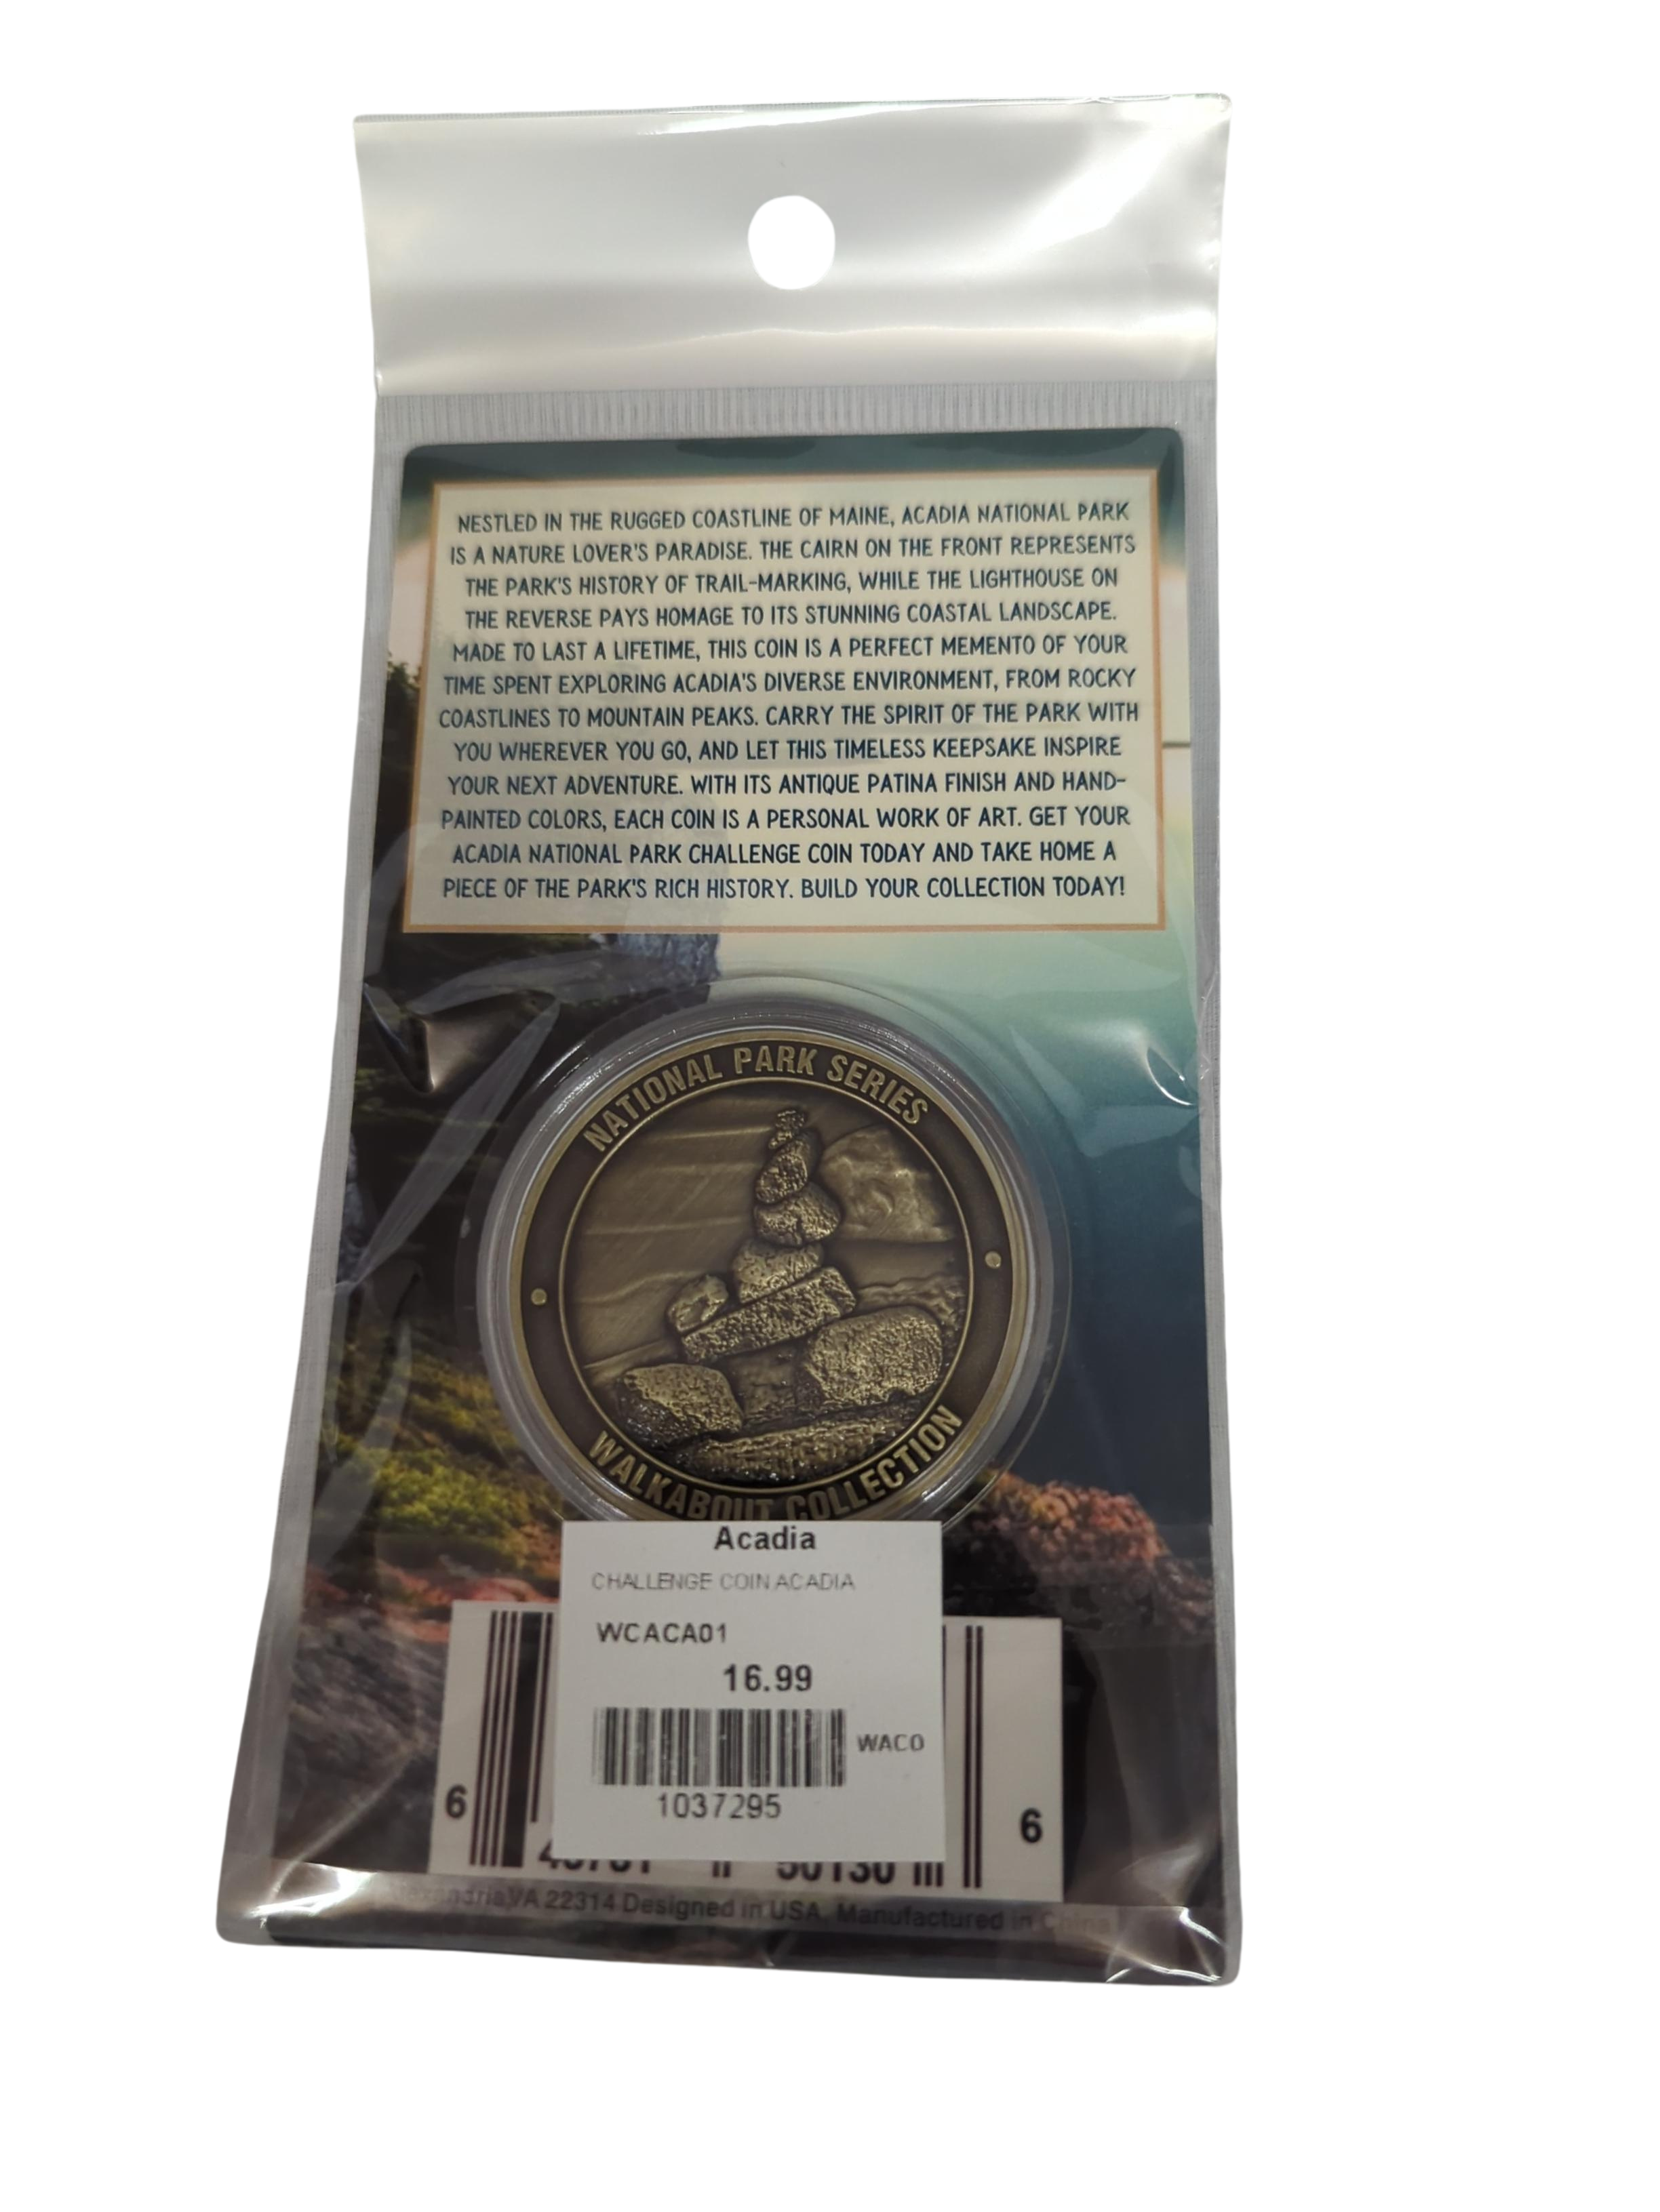 NESTLED IN THE RUGGED COASTLINE OF MAINE, ACADIA NATIONAL PARK
IS A NATURE LOVER'S PARADISE. THE CAIRN ON THE FRONT REPRESENTS
THE PARK'S HISTORY OF TRAIL-MARKING, WHILE THE LIGHTHOUSE ON
THE REVERSE PAYS HOMAGE TO ITS STUNNING COASTAL LANDSCAPE.
MADE TO LAST A LIFETIME, THIS COIN IS A PERFECT MEMENTO OF YOUR
TIME SPENT EXPLORING ACADIA'S DIVERSE ENVIRONMENT, FROM ROCKY
COASTLINES TO MOUNTAIN PEAKS. CARRY THE SPIRIT OF THE PARK WITH
YOU WHEREVER YOU GO, AND LET THIS TIMELESS KEEPSAKE INSPIRE
YOUR NEXT ADVENTURE. WITH ITS ANTIQUE PATINA FINISH AND HAND-
PAINTED COLORS, EACH COIN IS A PERSONAL WORK OF ART. GET YOUR
ACADIA NATIONAL PARK CHALLENGE COIN TODAY AND TAKE HOME A
PIECE OF THE PARK'S RICH HISTORY. BUILD YOUR COLLECTION TODAY!
NATIONAL PARK SERIES
WALKABOUT COLLECTION
Acadia
CHALLENGE COIN ACADIA
WCACA01
16.99
WACO
1037295
6 6
VA 22314 Designed in USA. Manufactured in China